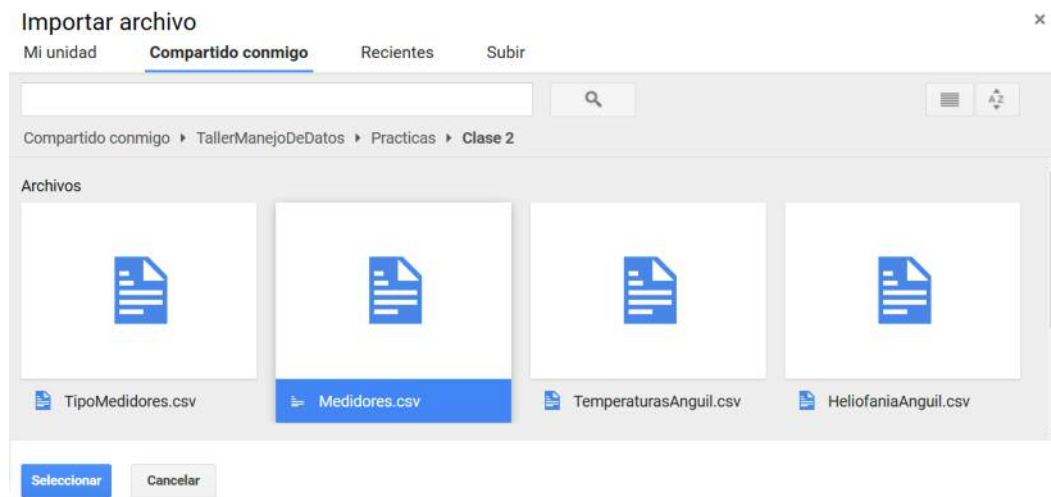 Importar archivo
Mi unidad Compartido conmigo Recientes Subir
AZ
Compartido conmigo TallerManejoDeDatos Practicas Clase 2
Archivos
TipoMedidores.csv Medidores.csv TemperaturasAnguil.csv HeliofaniaAnguil.csv
Seleccionar Cancelar